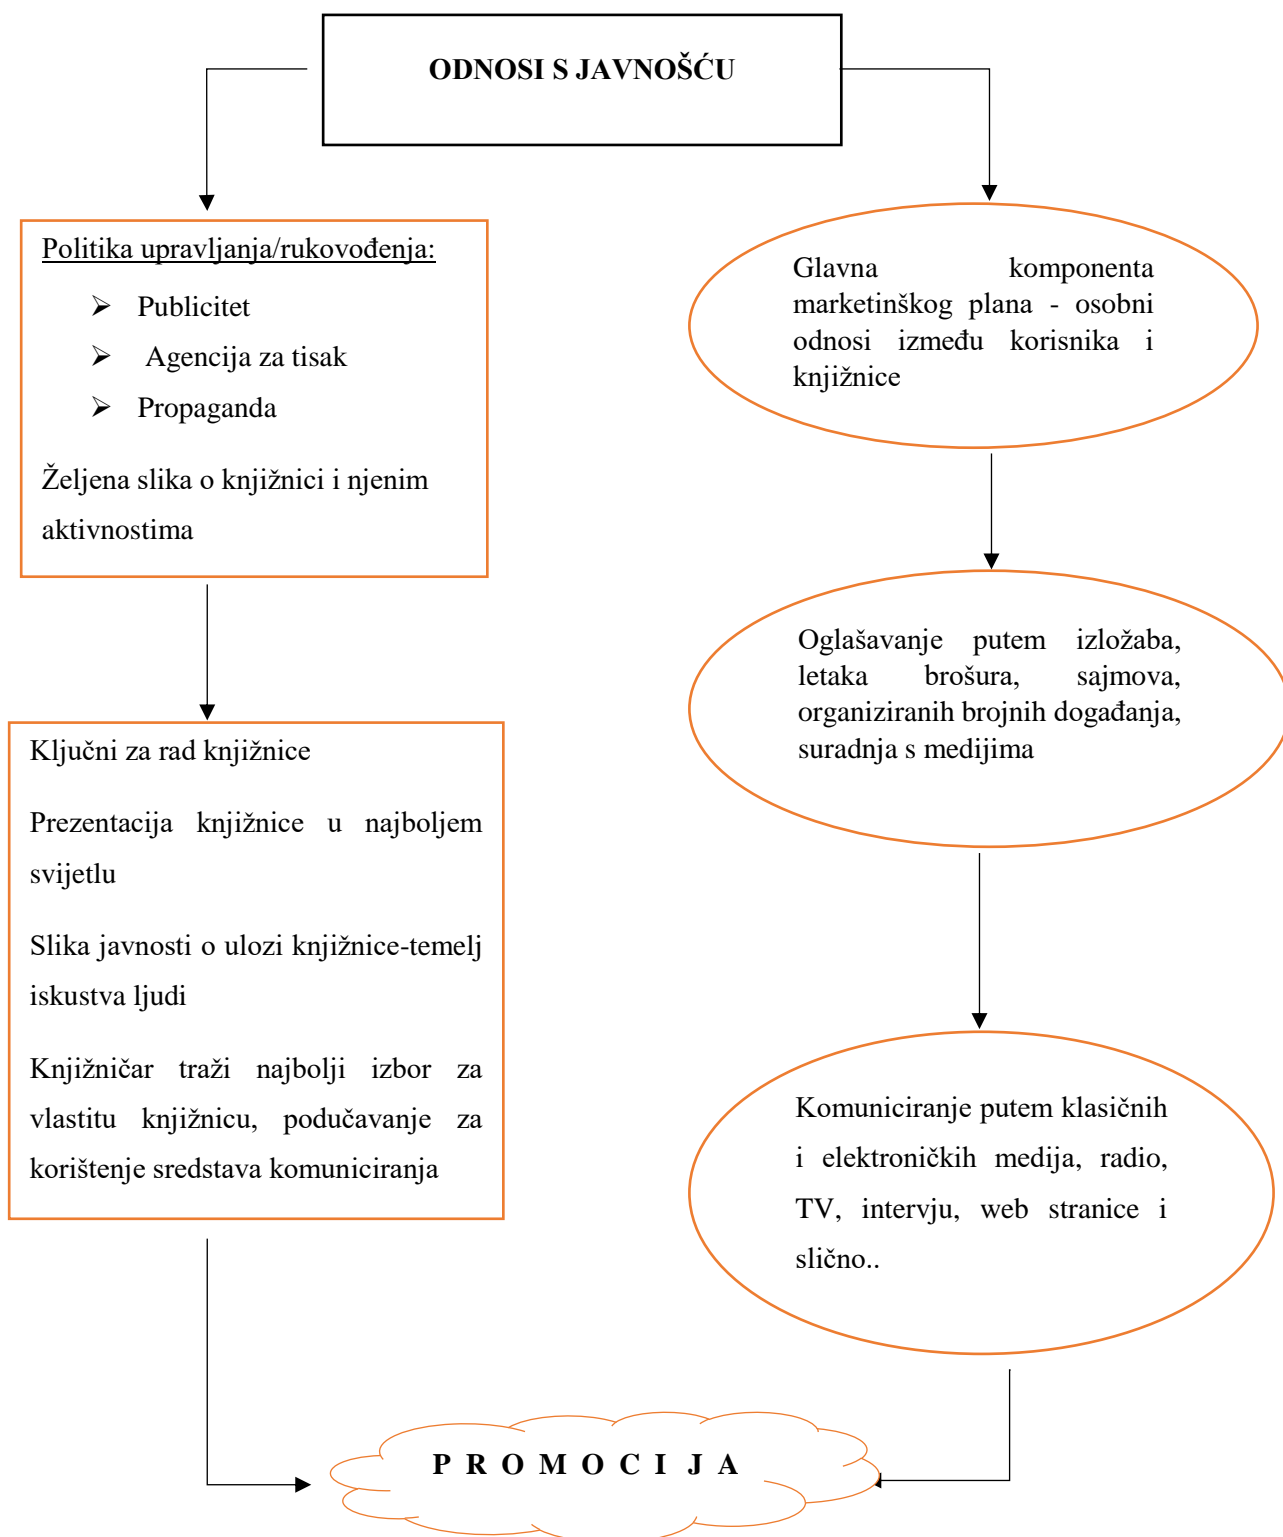 ODNOSI S JAVNOŠĆU
Politika upravljanja/rukovođenja:
➢ Publicitet
➢ Agencija za tisak
➢ Propaganda
Željena slika o knjižnici i njenim
aktivnostima
Ključni za rad knjižnice
Prezentacija knjižnice u najboljem
svijetlu
Slika javnosti o ulozi knjižnice-temelj
iskustva ljudi
Knjižničar traži najbolji izbor za
vlastitu knjižnicu, podučavanje za
korištenje sredstava komuniciranja
Glavna komponenta
marketinškog plana - osobni
odnosi između korisnika i
knjižnice
Oglašavanje putem izložaba,
letaka brošura, sajmova,
organiziranih brojnih događanja,
suradnja s medijima
Komuniciranje putem klasičnih
i elektroničkih medija, radio,
TV, intervju, web stranice i
slično..
P R O M O C I J A